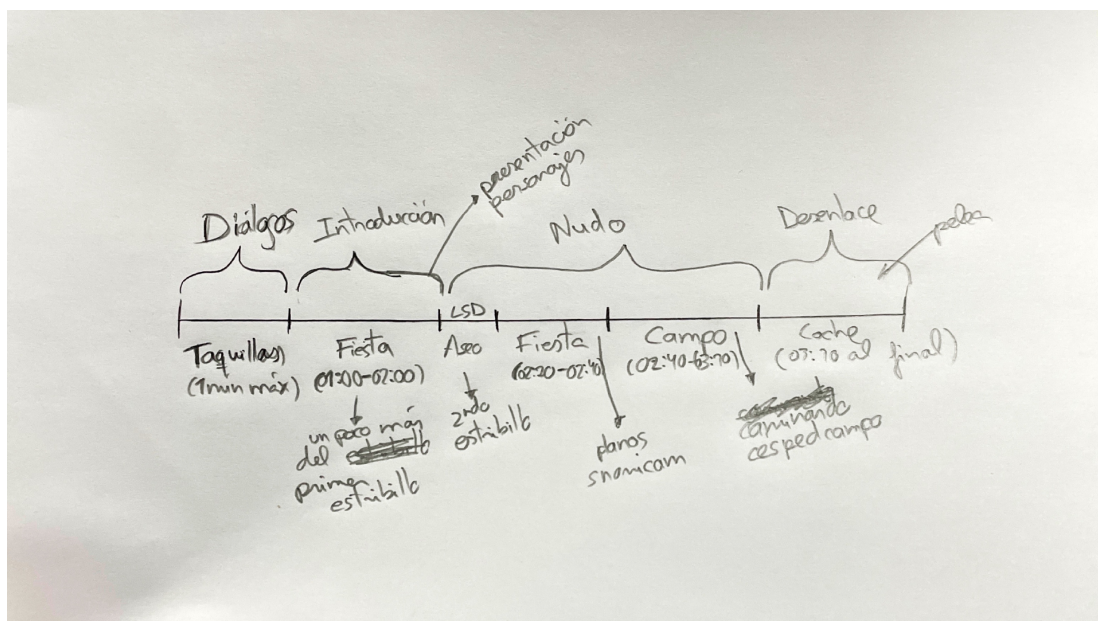 presentación
personajes
Diálogos Introducción Nudo Desenlace pelea
LSD
Taquillas Fiesta Aseo Fiesta Campo Coche
(1 min máx) (01:00-02:00) (02:20-02:40) (02:40-03:10) (03:10 al final)
un poco más
del
primer
estribillo
2ndo
estribillo
planos
snorricam
caminando
cesped campo